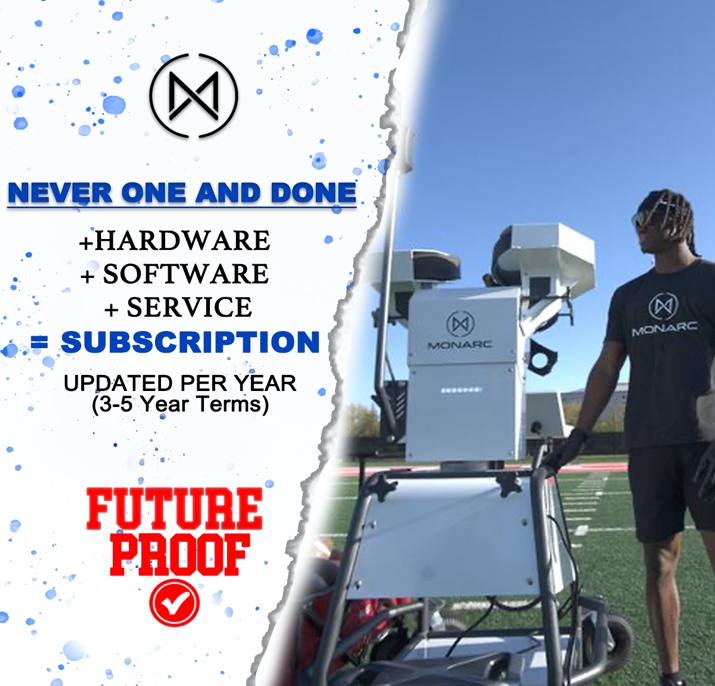 NEVER ONE AND DONE
+HARDWARE
+ SOFTWARE
+ SERVICE
= SUBSCRIPTION
UPDATED PER YEAR
(3-5 Year Terms)
FUTURE
PROOF
MONARC
MONARC